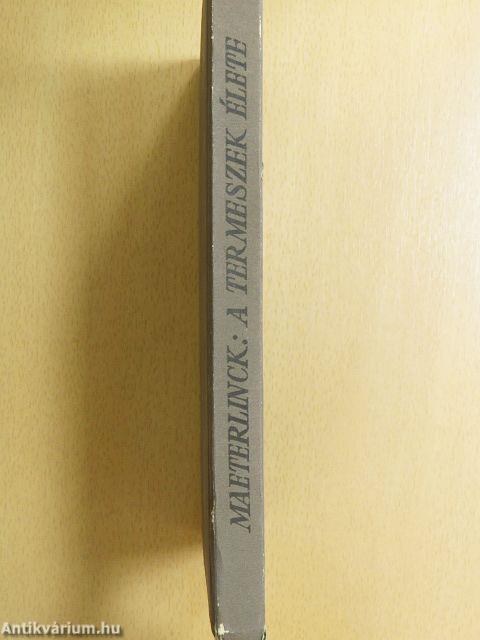 MAETERLINCK: A TERMESZEK ÉLETE
Antikvárium.hu